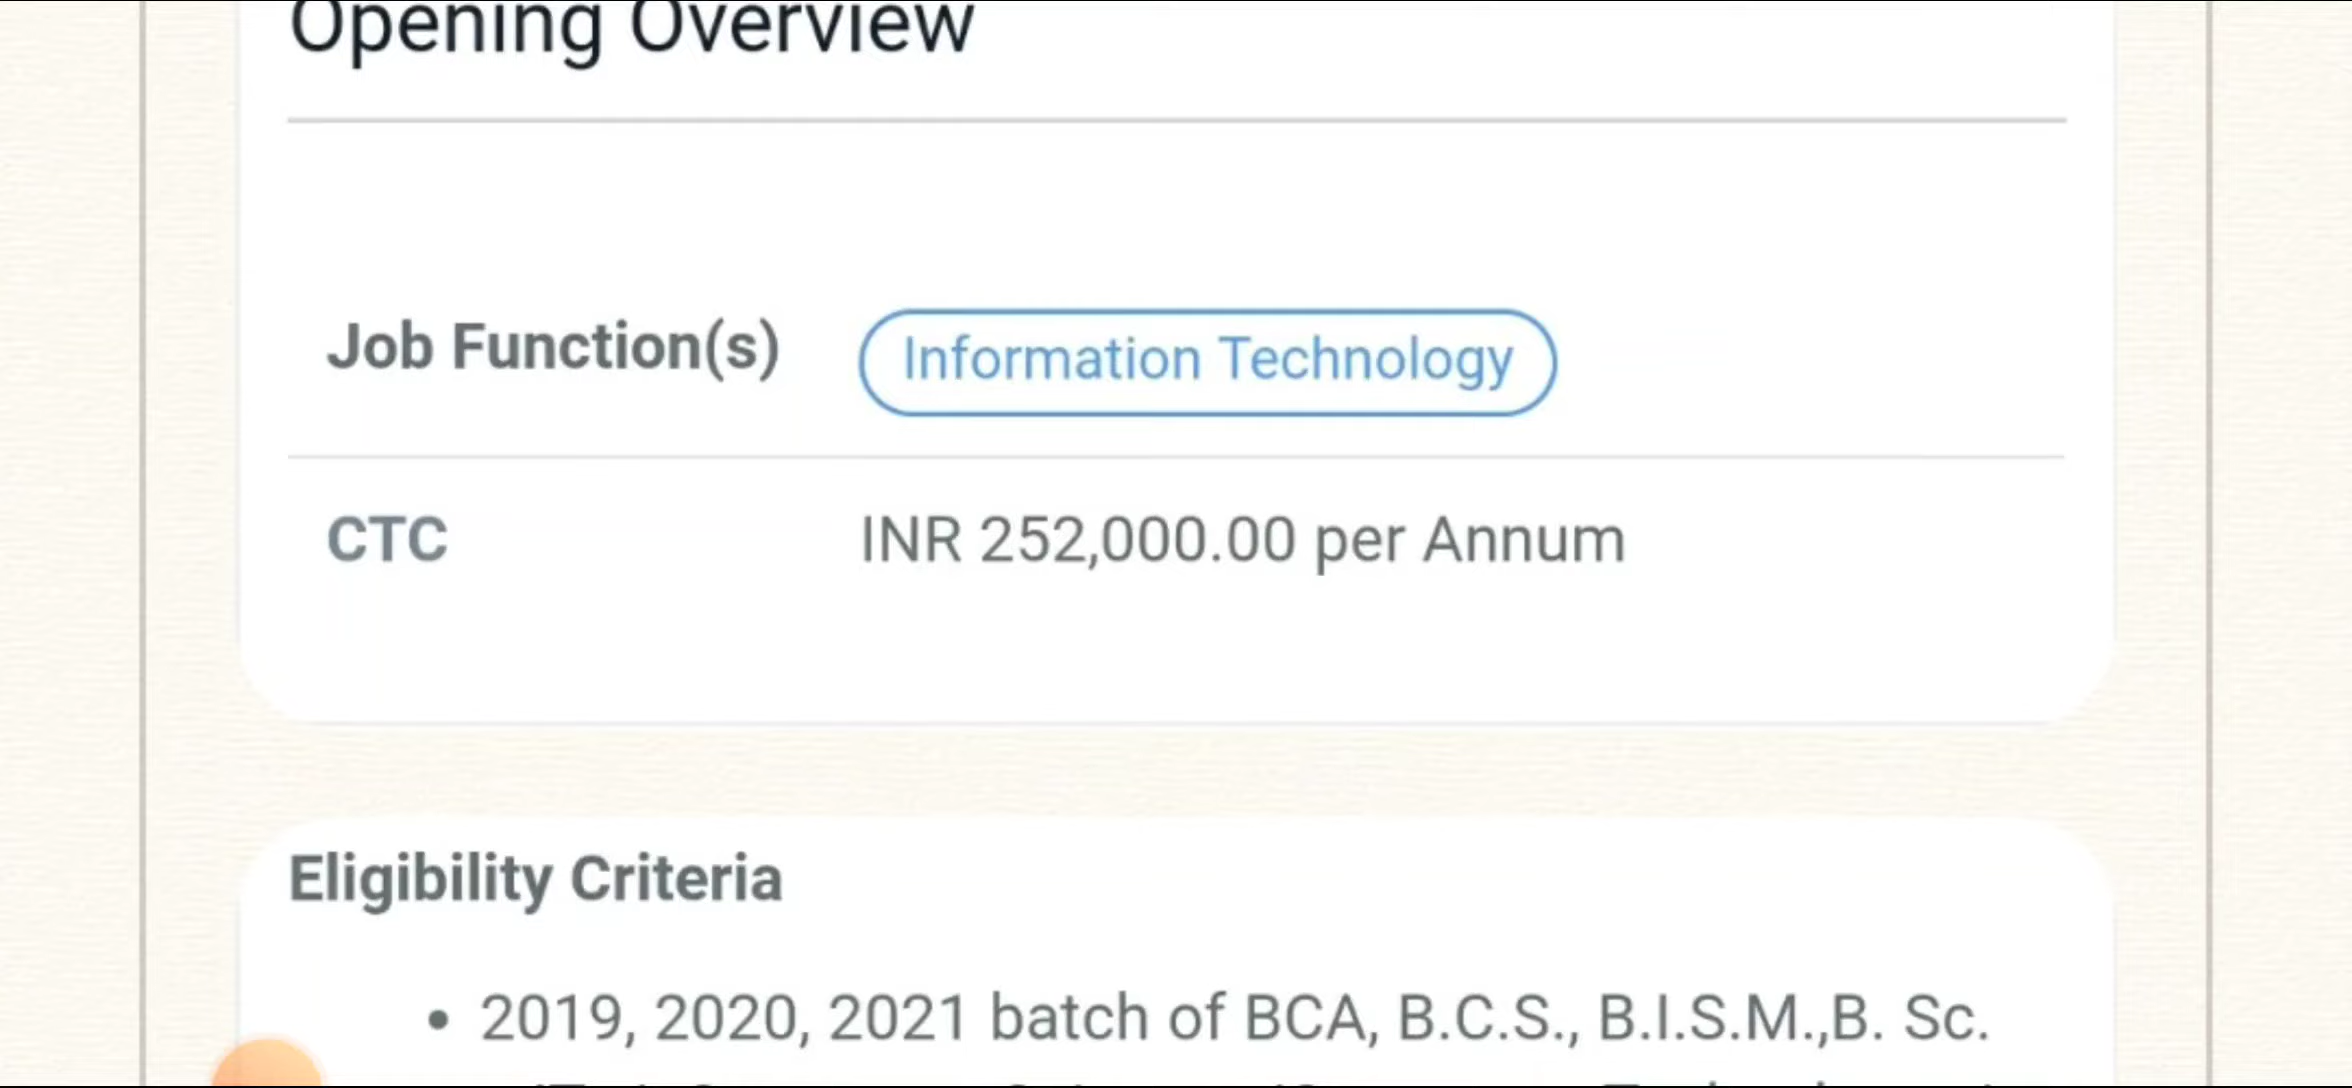 Opening Overview
Job Function(s) Information Technology
CTC INR 252,000.00 per Annum
Eligibility Criteria
• 2019, 2020, 2021 batch of BCA, B.C.S., B.I.S.M.,B. Sc.